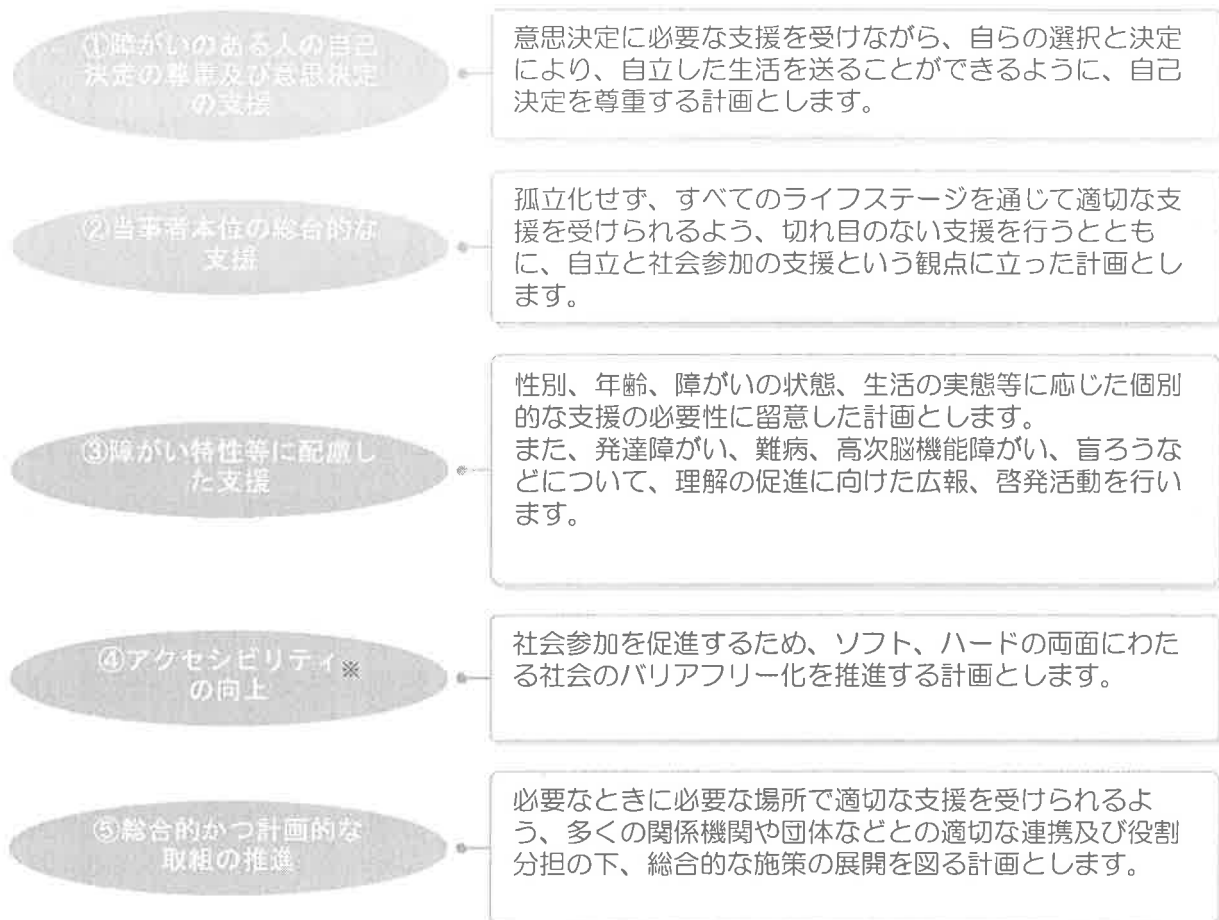 ①障がいのある人の自己
決定の尊重及び意思決定
の支援
意思決定に必要な支援を受けながら、自らの選択と決定
により、自立した生活を送ることができるように、自己
決定を尊重する計画とします。
②当事者本位の総合的な
支援
孤立化せず、すべてのライフステージを通じて適切な支
援を受けられるよう、切れ目のない支援を行うととも
に、自立と社会参加の支援という観点に立った計画とし
ます。
③障がい特性等に配慮し
た支援
性別、年齢、障がいの状態、生活の実態等に応じた個別
的な支援の必要性に留意した計画とします。
また、発達障がい、難病、高次脳機能障がい、盲ろうな
どについて、理解の促進に向けた広報、啓発活動を行い
ます。
④アクセシビリティ※
の向上
社会参加を促進するため、ソフト、ハードの両面にわた
る社会のバリアフリー化を推進する計画とします。
⑤総合的かつ計画的な
取組の推進
必要なときに必要な場所で適切な支援を受けられるよ
う、多くの関係機関や団体などとの適切な連携及び役割
分担の下、総合的な施策の展開を図る計画とします。